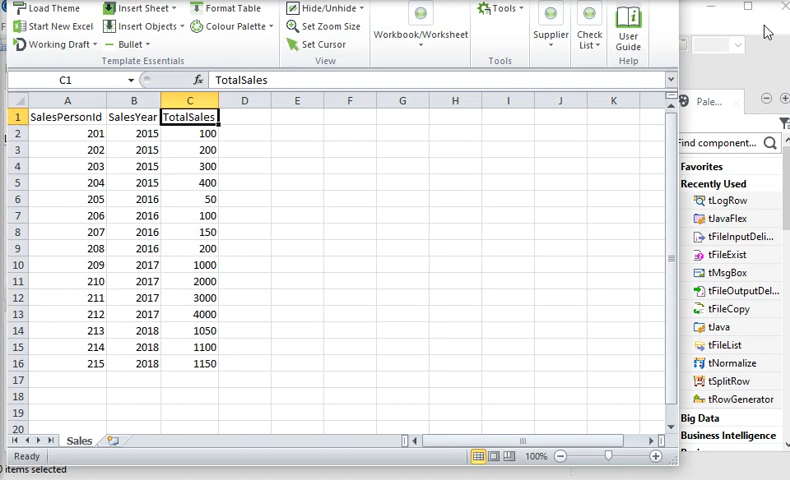 Load Theme
Insert Sheet
Format Table
Hide/Unhide
Tools
Start New Excel
Insert Objects
Colour Palette
Set Zoom Size
Workbook/Worksheet
Supplier
Check
List
User
Guide
Working Draft
Bullet
Set Cursor
Template Essentials
View
Tools
Help
C1
fx
TotalSales
A B C D E F G H I J K
1 SalesPersonId SalesYear TotalSales
2 201 2015 100
3 202 2015 200
4 203 2015 300
5 204 2015 400
6 205 2016 50
7 206 2016 100
8 207 2016 150
9 208 2016 200
10 209 2017 1000
11 210 2017 2000
12 211 2017 3000
13 212 2017 4000
14 213 2018 1050
15 214 2018 1100
16 215 2018 1150
17
18
19
20
Sales
Ready
100%
items selected
Pale...
Find component...
Favorites
Recently Used
tLogRow
tJavaFlex
tFileInputDeli...
tFileExist
tMsgBox
tFileOutputDel...
tFileCopy
tJava
tFileList
tNormalize
tSplitRow
tRowGenerator
Big Data
Business Intelligence